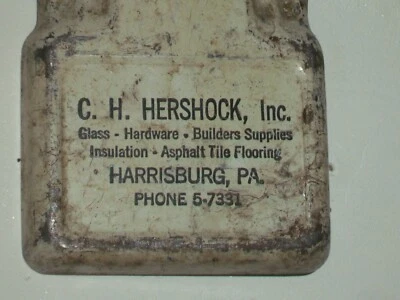 C. H. HERSHOCK, Inc.
Glass - Hardware • Builders Supplies
Insulation - Asphalt Tile Flooring
HARRISBURG, PA.
PHONE 5-7331